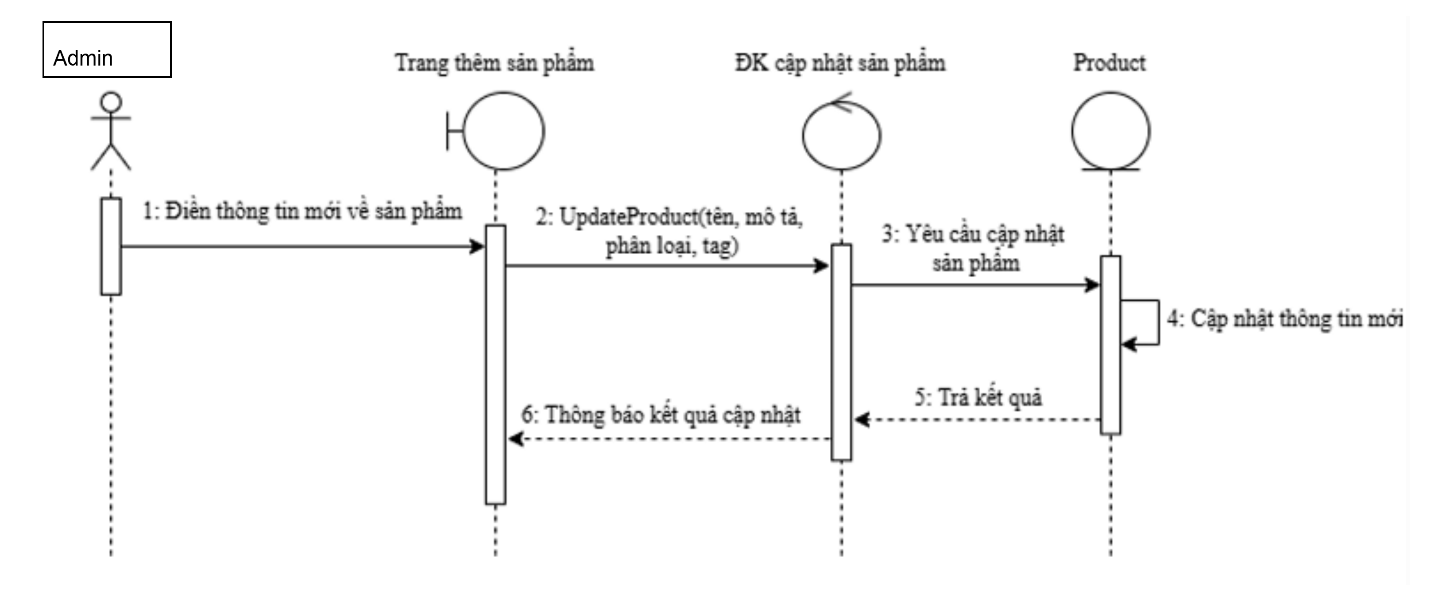 Admin
Trang thêm sản phẩm
ĐK cập nhật sản phẩm
Product
1: Điền thông tin mới về sản phẩm
2: UpdateProduct(tên, mô tả,
phân loại, tag)
3: Yêu cầu cập nhật
sản phẩm
4: Cập nhật thông tin mới
5: Trả kết quả
6: Thông báo kết quả cập nhật